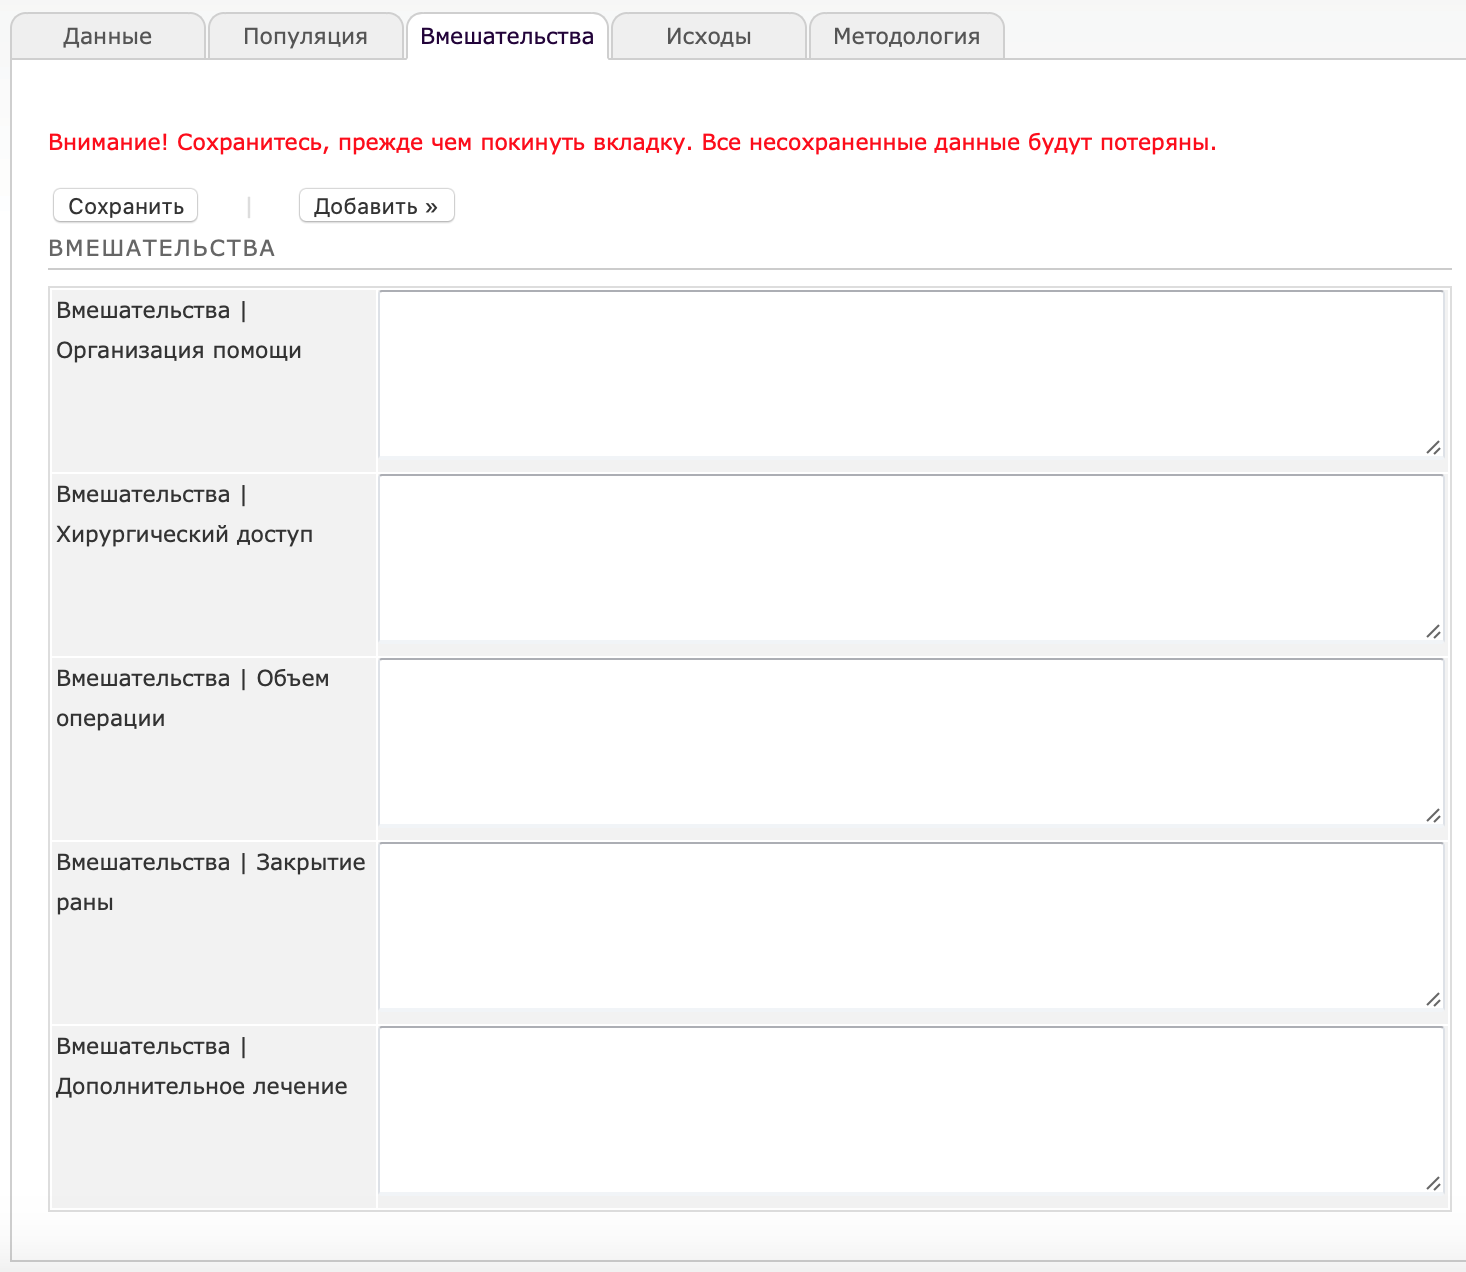 Данные Популяция Вмешательства Исходы Методология
Внимание! Сохранитесь, прежде чем покинуть вкладку. Все несохраненные данные будут потеряны.
Сохранить | Добавить »
ВМЕШАТЕЛЬСТВА
Вмешательства |
Организация помощи
Вмешательства |
Хирургический доступ
Вмешательства | Объем
операции
Вмешательства | Закрытие
раны
Вмешательства |
Дополнительное лечение